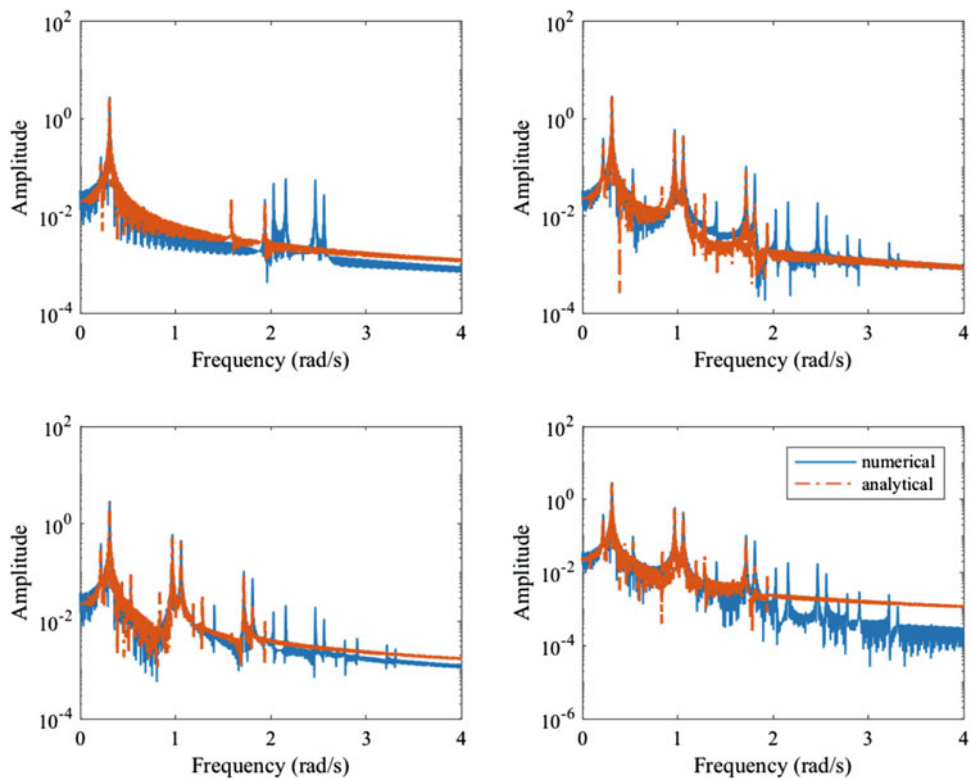 10^2
10^0
10^-2
10^-4
Amplitude
0 1 2 3 4
Frequency (rad/s)
10^2
10^0
10^-2
10^-4
Amplitude
0 1 2 3 4
Frequency (rad/s)
10^2
10^0
10^-2
10^-4
Amplitude
0 1 2 3 4
Frequency (rad/s)
10^2
10^0
10^-2
10^-4
10^-6
Amplitude
numerical
analytical
0 1 2 3 4
Frequency (rad/s)